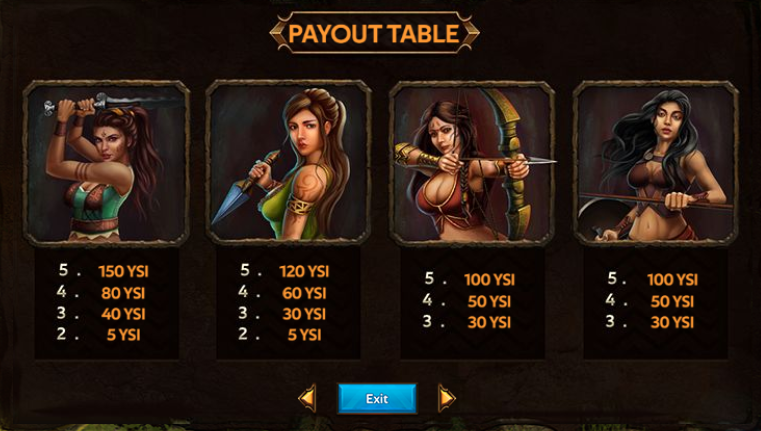 PAYOUT TABLE
5. 150 YSI
4. 80 YSI
3. 40 YSI
2. 5 YSI
5. 120 YSI
4. 60 YSI
3. 30 YSI
2. 5 YSI
5. 100 YSI
4. 50 YSI
3. 30 YSI
5. 100 YSI
4. 50 YSI
3. 30 YSI
Exit